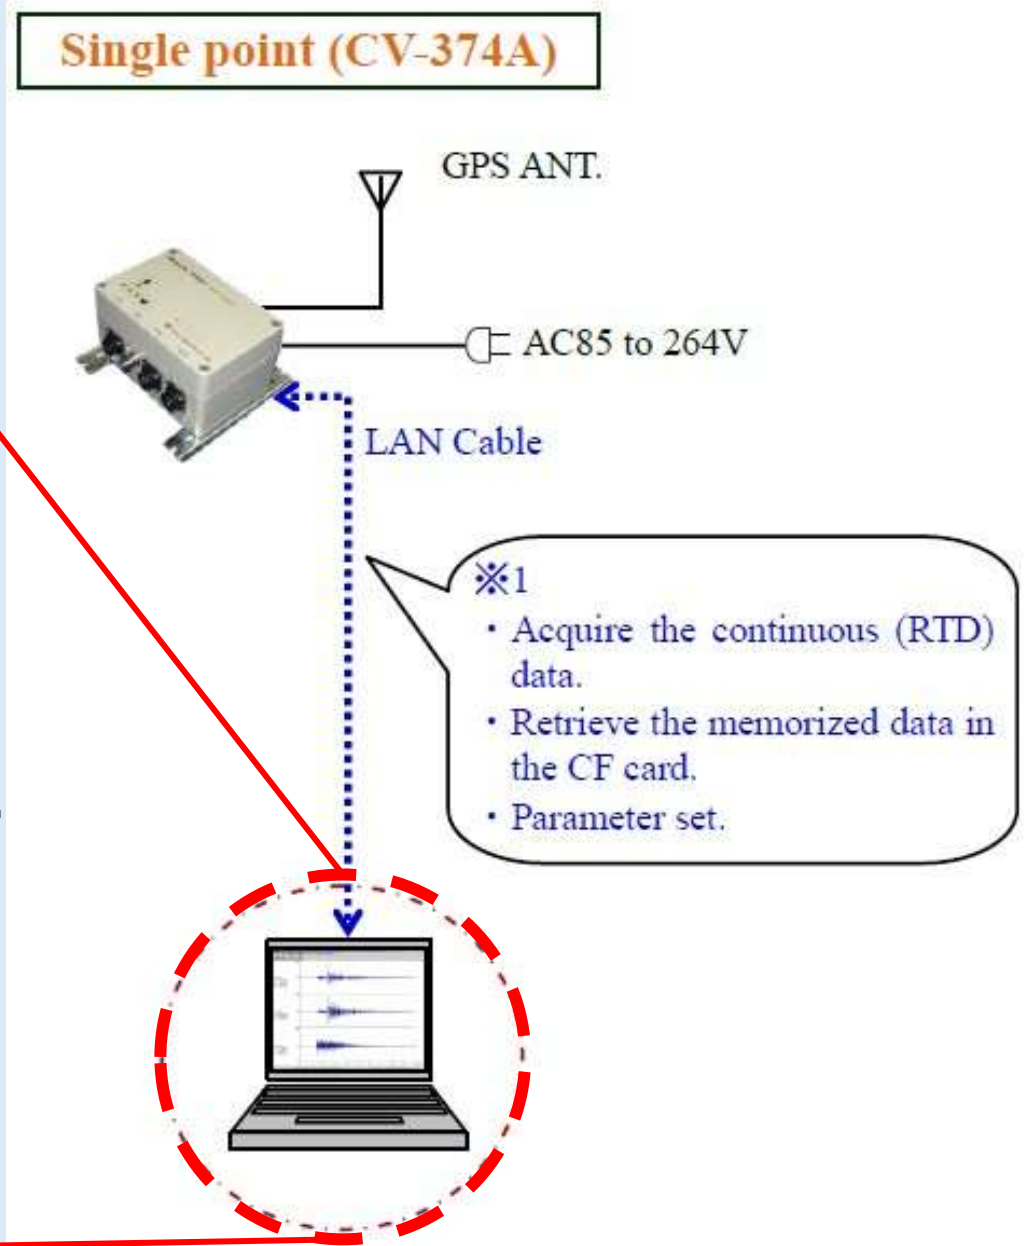 Single point (CV-374A)
GPS ANT.
AC85 to 264V
LAN Cable
※1
・Acquire the continuous (RTD)
data.
・Retrieve the memorized data in
the CF card.
・Parameter set.